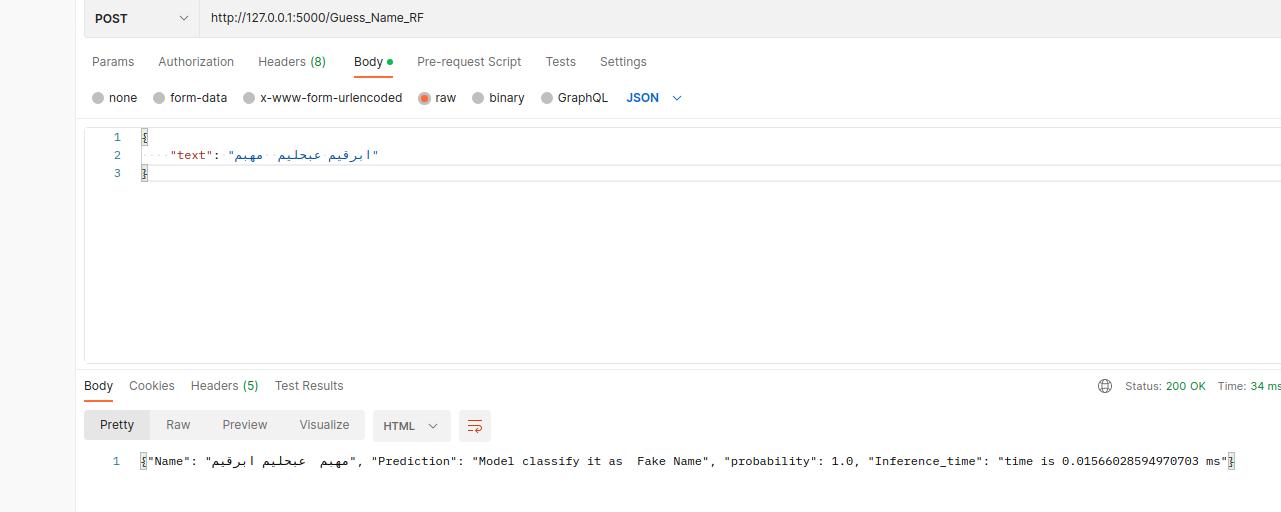 POST http://127.0.0.1:5000/Guess_Name_RF
Params Authorization Headers (8) Body Pre-request Script Tests Settings
none form-data x-www-form-urlencoded raw binary GraphQL JSON
1 {
2 "text": "ابرقيم عبحليم  مهبم"
3 }
Body Cookies Headers (5) Test Results Status: 200 OK Time: 34 ms
Pretty Raw Preview Visualize HTML
1 {"Name": "مهبم  عبحليم ابرقيم", "Prediction": "Model classify it as  Fake Name", "probability": 1.0, "Inference_time": "time is 0.01566028594970703 ms"}